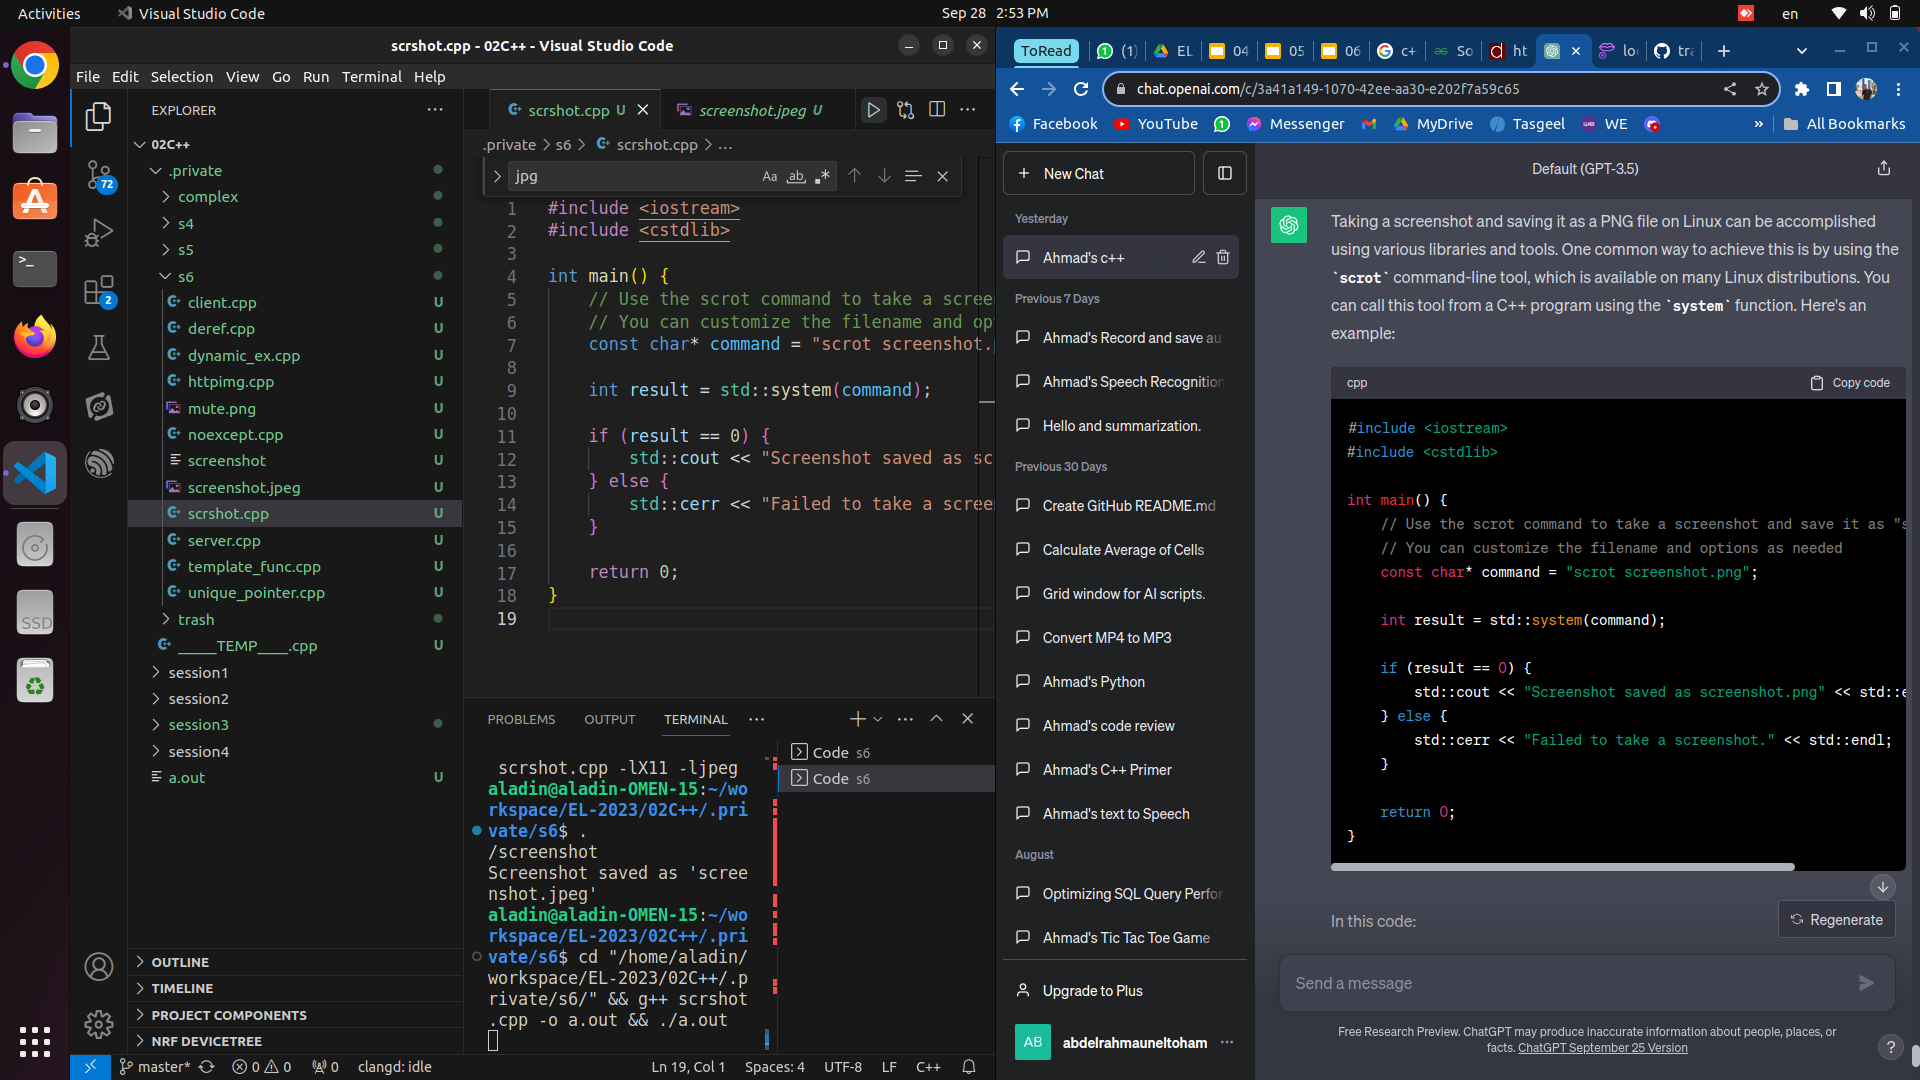 Activities
Visual Studio Code
Sep 28 2:53 PM
en
scrshot.cpp - 02C++ - Visual Studio Code
File Edit Selection View Go Run Terminal Help
EXPLORER
02C++
.private
complex
s4
s5
s6
client.cpp U
deref.cpp U
dynamic_ex.cpp U
httpimg.cpp U
mute.png U
noexcept.cpp U
screenshot U
screenshot.jpeg U
scrshot.cpp U
server.cpp U
template_func.cpp U
unique_pointer.cpp U
trash
_____TEMP____.cpp U
session1
session2
session3
session4
a.out U
OUTLINE
TIMELINE
PROJECT COMPONENTS
NRF DEVICETREE
72
2
SSD
scrshot.cpp U
screenshot.jpeg U
.private > s6 > scrshot.cpp > ...
jpg
Aa ab
1 #include <iostream>
2 #include <cstdlib>
3
4 int main() {
5 // Use the scrot command to take a scree
6 // You can customize the filename and op
7 const char* command = "scrot screenshot.
8
9 int result = std::system(command);
10
11 if (result == 0) {
12 std::cout << "Screenshot saved as sc
13 } else {
14 std::cerr << "Failed to take a scree
15 }
16
17 return 0;
18 }
19
PROBLEMS OUTPUT TERMINAL
Code s6
Code s6
scrshot.cpp -lX11 -ljpeg
aladin@aladin-OMEN-15:~/wo
rkspace/EL-2023/02C++/.pri
vate/s6$ .
/screenshot
Screenshot saved as 'scree
nshot.jpeg'
aladin@aladin-OMEN-15:~/wo
rkspace/EL-2023/02C++/.pri
vate/s6$ cd "/home/aladin/
workspace/EL-2023/02C++/.p
rivate/s6/" && g++ scrshot
.cpp -o a.out && ./a.out
master* 0 0 0 clangd: idle
Ln 19, Col 1 Spaces: 4 UTF-8 LF C++
ToRead (1) EL 04 05 06 c+ So ht lo tra
chat.openai.com/c/3a41a149-1070-42ee-aa30-e202f7a59c65
Facebook YouTube Messenger MyDrive Tasgeel WE » All Bookmarks
New Chat
Yesterday
Ahmad's c++
Previous 7 Days
Ahmad's Record and save au
Ahmad's Speech Recognition
Hello and summarization.
Previous 30 Days
Create GitHub README.md
Calculate Average of Cells
Grid window for AI scripts.
Convert MP4 to MP3
Ahmad's Python
Ahmad's code review
Ahmad's C++ Primer
Ahmad's text to Speech
August
Optimizing SQL Query Perfor
Ahmad's Tic Tac Toe Game
Upgrade to Plus
AB abdelrahmauneltoham
Default (GPT-3.5)
Taking a screenshot and saving it as a PNG file on Linux can be accomplished
using various libraries and tools. One common way to achieve this is by using the
`scrot` command-line tool, which is available on many Linux distributions. You
can call this tool from a C++ program using the `system` function. Here's an
example:
cpp
Copy code
#include <iostream>
#include <cstdlib>
int main() {
// Use the scrot command to take a screenshot and save it as "s
// You can customize the filename and options as needed
const char* command = "scrot screenshot.png";
int result = std::system(command);
if (result == 0) {
std::cout << "Screenshot saved as screenshot.png" << std::e
} else {
std::cerr << "Failed to take a screenshot." << std::endl;
}
return 0;
}
In this code:
Regenerate
Send a message
Free Research Preview. ChatGPT may produce inaccurate information about people, places, or
facts. ChatGPT September 25 Version
?